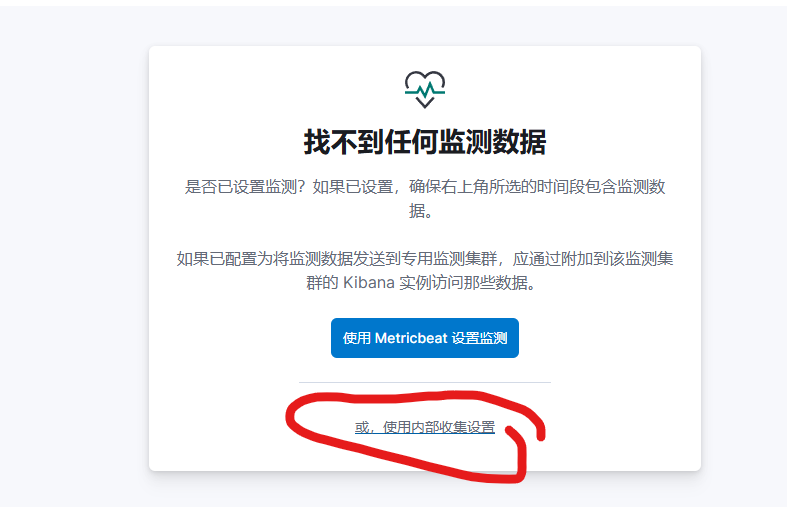 找不到任何监测数据
是否已设置监测？如果已设置，确保右上角所选的时间段包含监测数
据。
如果已配置为将监测数据发送到专用监测集群，应通过附加到该监测集
群的 Kibana 实例访问那些数据。
使用 Metricbeat 设置监测
或，使用内部收集设置